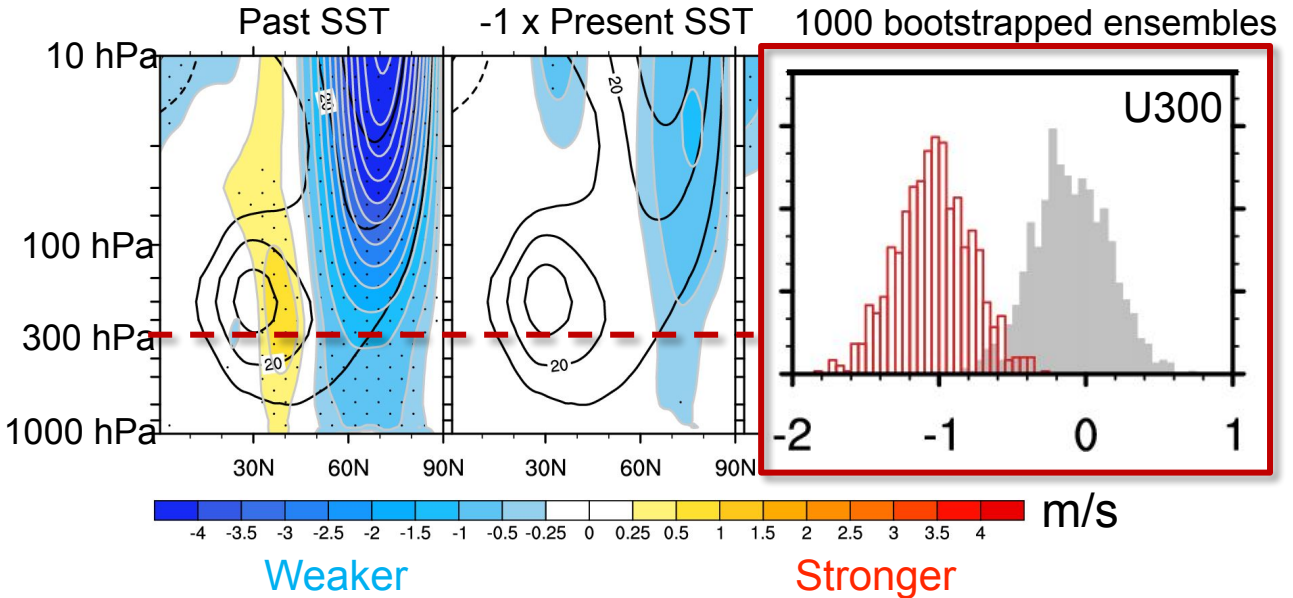 Past SST
-1 x Present SST
1000 bootstrapped ensembles
10 hPa
100 hPa
300 hPa
1000 hPa
20
20
30N 60N 90N
20
20
30N 60N 90N
U300
-2 -1 0 1
-4 -3.5 -3 -2.5 -2 -1.5 -1 -0.5 -0.25 0 0.25 0.5 1 1.5 2 2.5 3 3.5 4
m/s
Weaker
Stronger